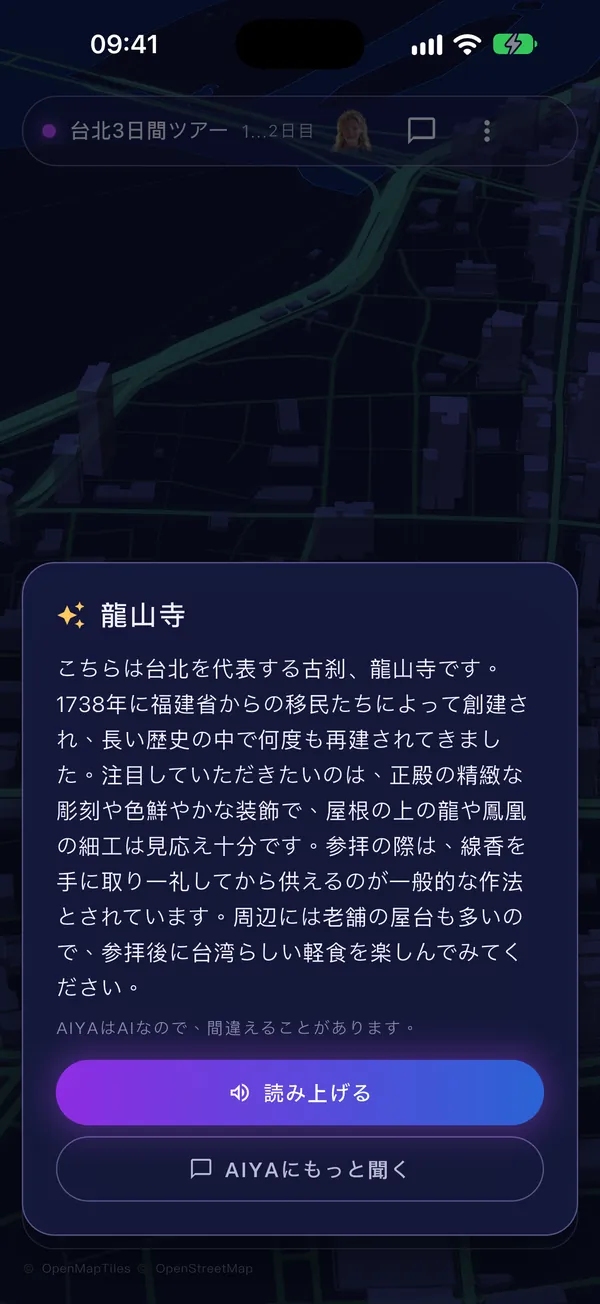 09:41
台北3日間ツアー 1...2日目
龍山寺
こちらは台北を代表する古刹、龍山寺です。
1738年に福建省からの移民たちによって創建さ
れ、長い歴史の中で何度も再建されてきまし
た。注目していただきたいのは、正殿の精緻な
彫刻や色鮮やかな装飾で、屋根の上の龍や鳳凰
の細工は見応え十分です。参拝の際は、線香を
手に取り一礼してから供えるのが一般的な作法
とされています。周辺には老舗の屋台も多いの
で、参拝後に台湾らしい軽食を楽しんでみてく
ださい。
AIYAはAIなので、間違えることがあります。
読み上げる
AIYAにもっと聞く
© OpenMapTiles © OpenStreetMap